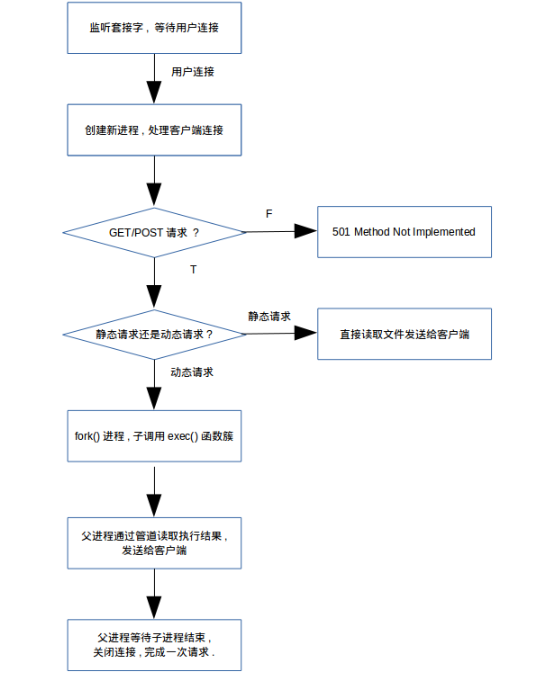 监听套接字，等待用户连接
用户连接
创建新进程，处理客户端连接
GET/POST 请求 ？
F
501 Method Not Implemented
T
静态请求还是动态请求？
静态请求
直接读取文件发送给客户端
动态请求
fork() 进程，子调用 exec() 函数簇
父进程通过管道读取执行结果，
发送给客户端
父进程等待子进程结束，
关闭连接，完成一次请求．